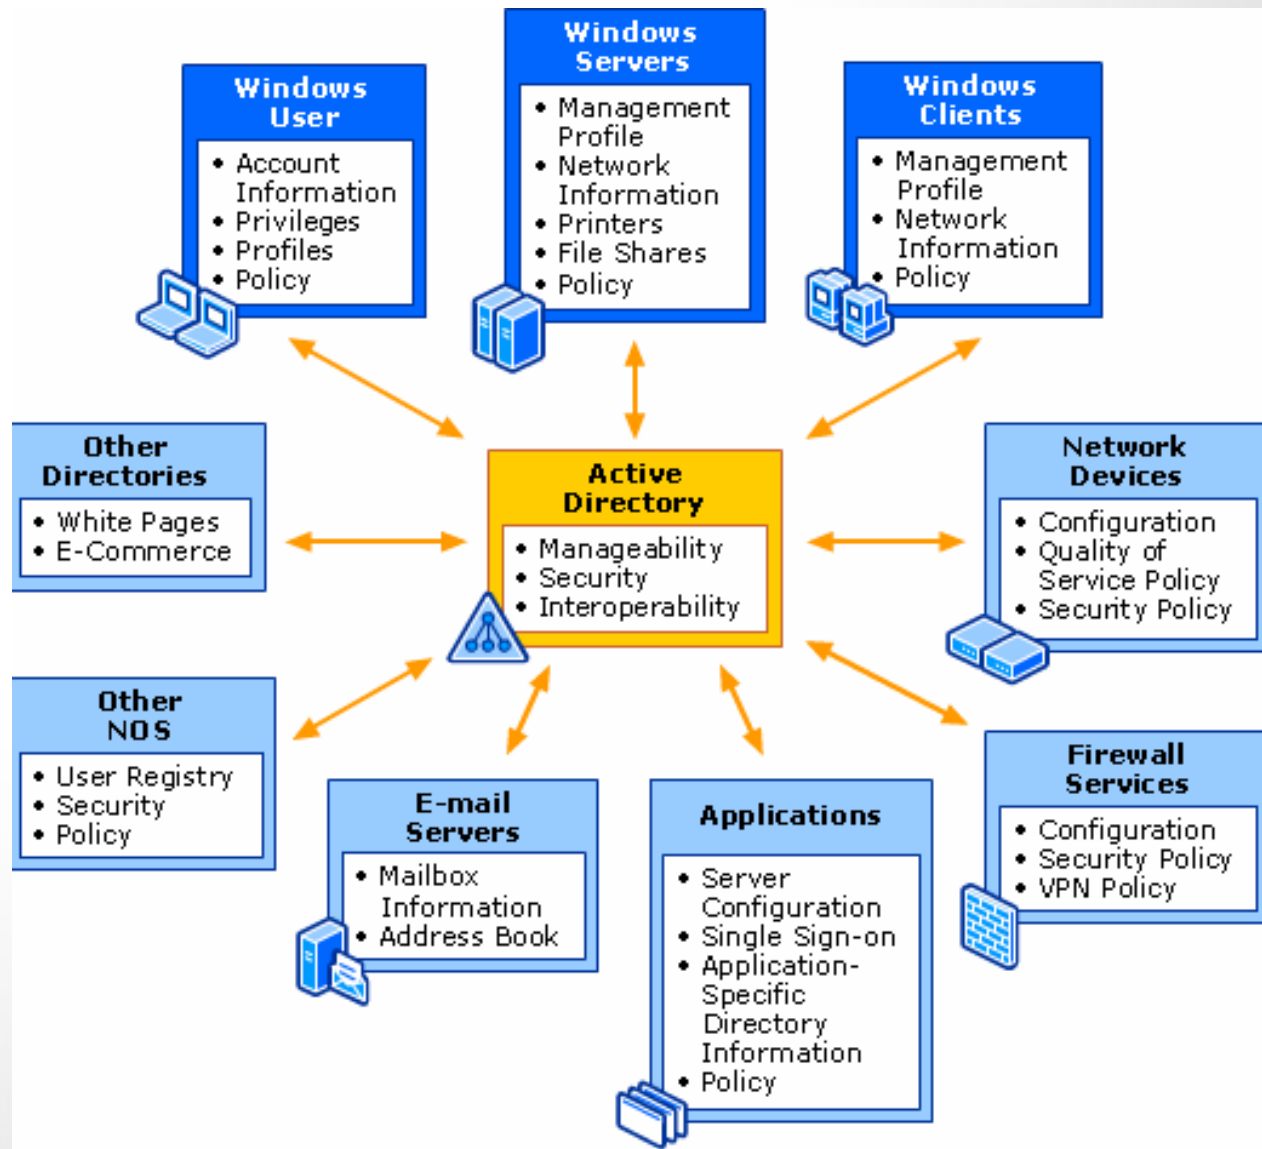 Windows
User
• Account
Information
• Privileges
• Profiles
• Policy
Windows
Servers
• Management
Profile
• Network
Information
• Printers
• File Shares
• Policy
Windows
Clients
• Management
Profile
• Network
Information
• Policy
Other
Directories
• White Pages
• E-Commerce
Active
Directory
• Manageability
• Security
• Interoperability
Network
Devices
• Configuration
• Quality of
Service Policy
• Security Policy
Other
NOS
• User Registry
• Security
• Policy
E-mail
Servers
• Mailbox
Information
• Address Book
Applications
• Server
Configuration
• Single Sign-on
• Application-
Specific
Directory
Information
• Policy
Firewall
Services
• Configuration
• Security Policy
• VPN Policy